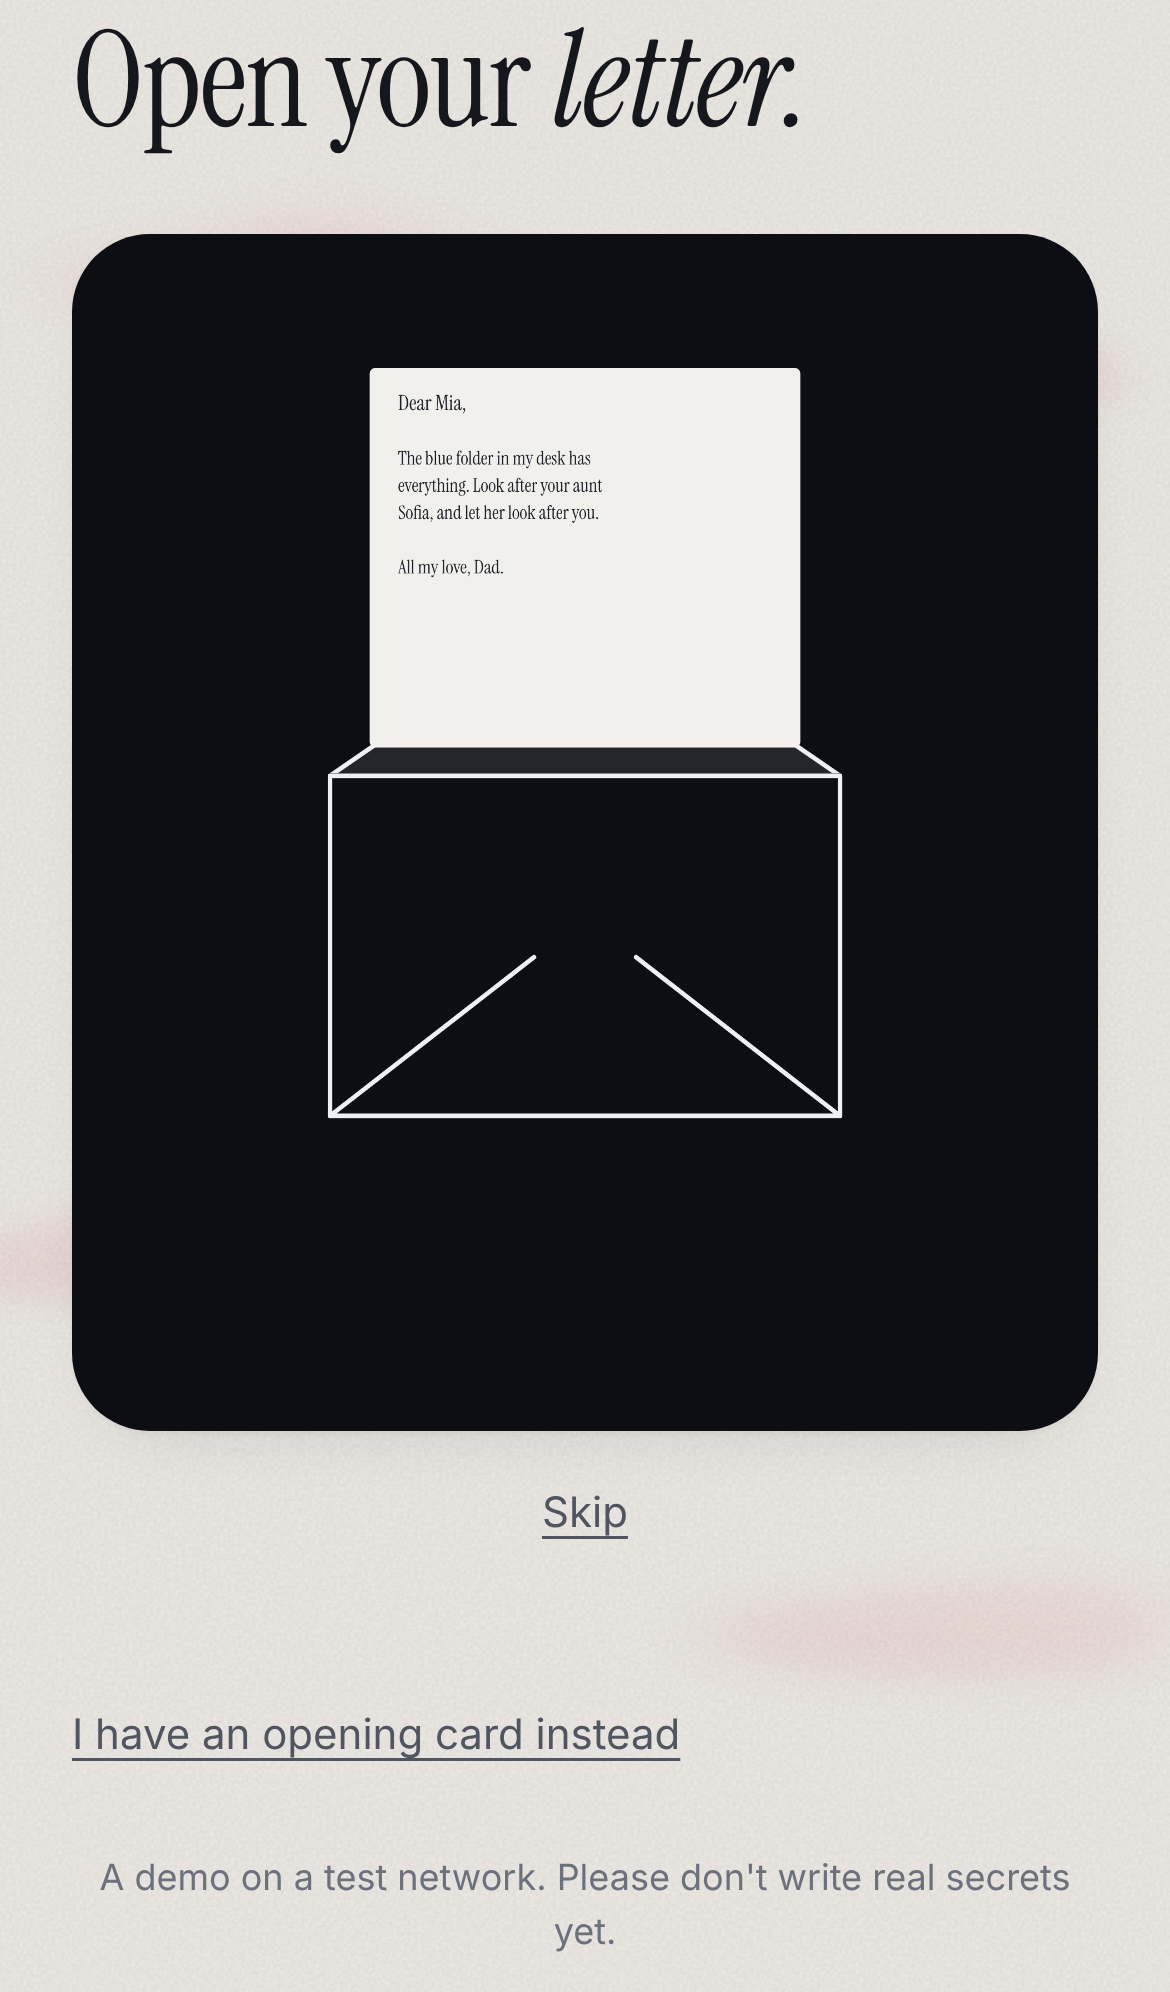 Open your letter.
Dear Mia,
The blue folder in my desk has
everything. Look after your aunt
Sofia, and let her look after you.
All my love, Dad.
Skip
I have an opening card instead
A demo on a test network. Please don't write real secrets
yet.